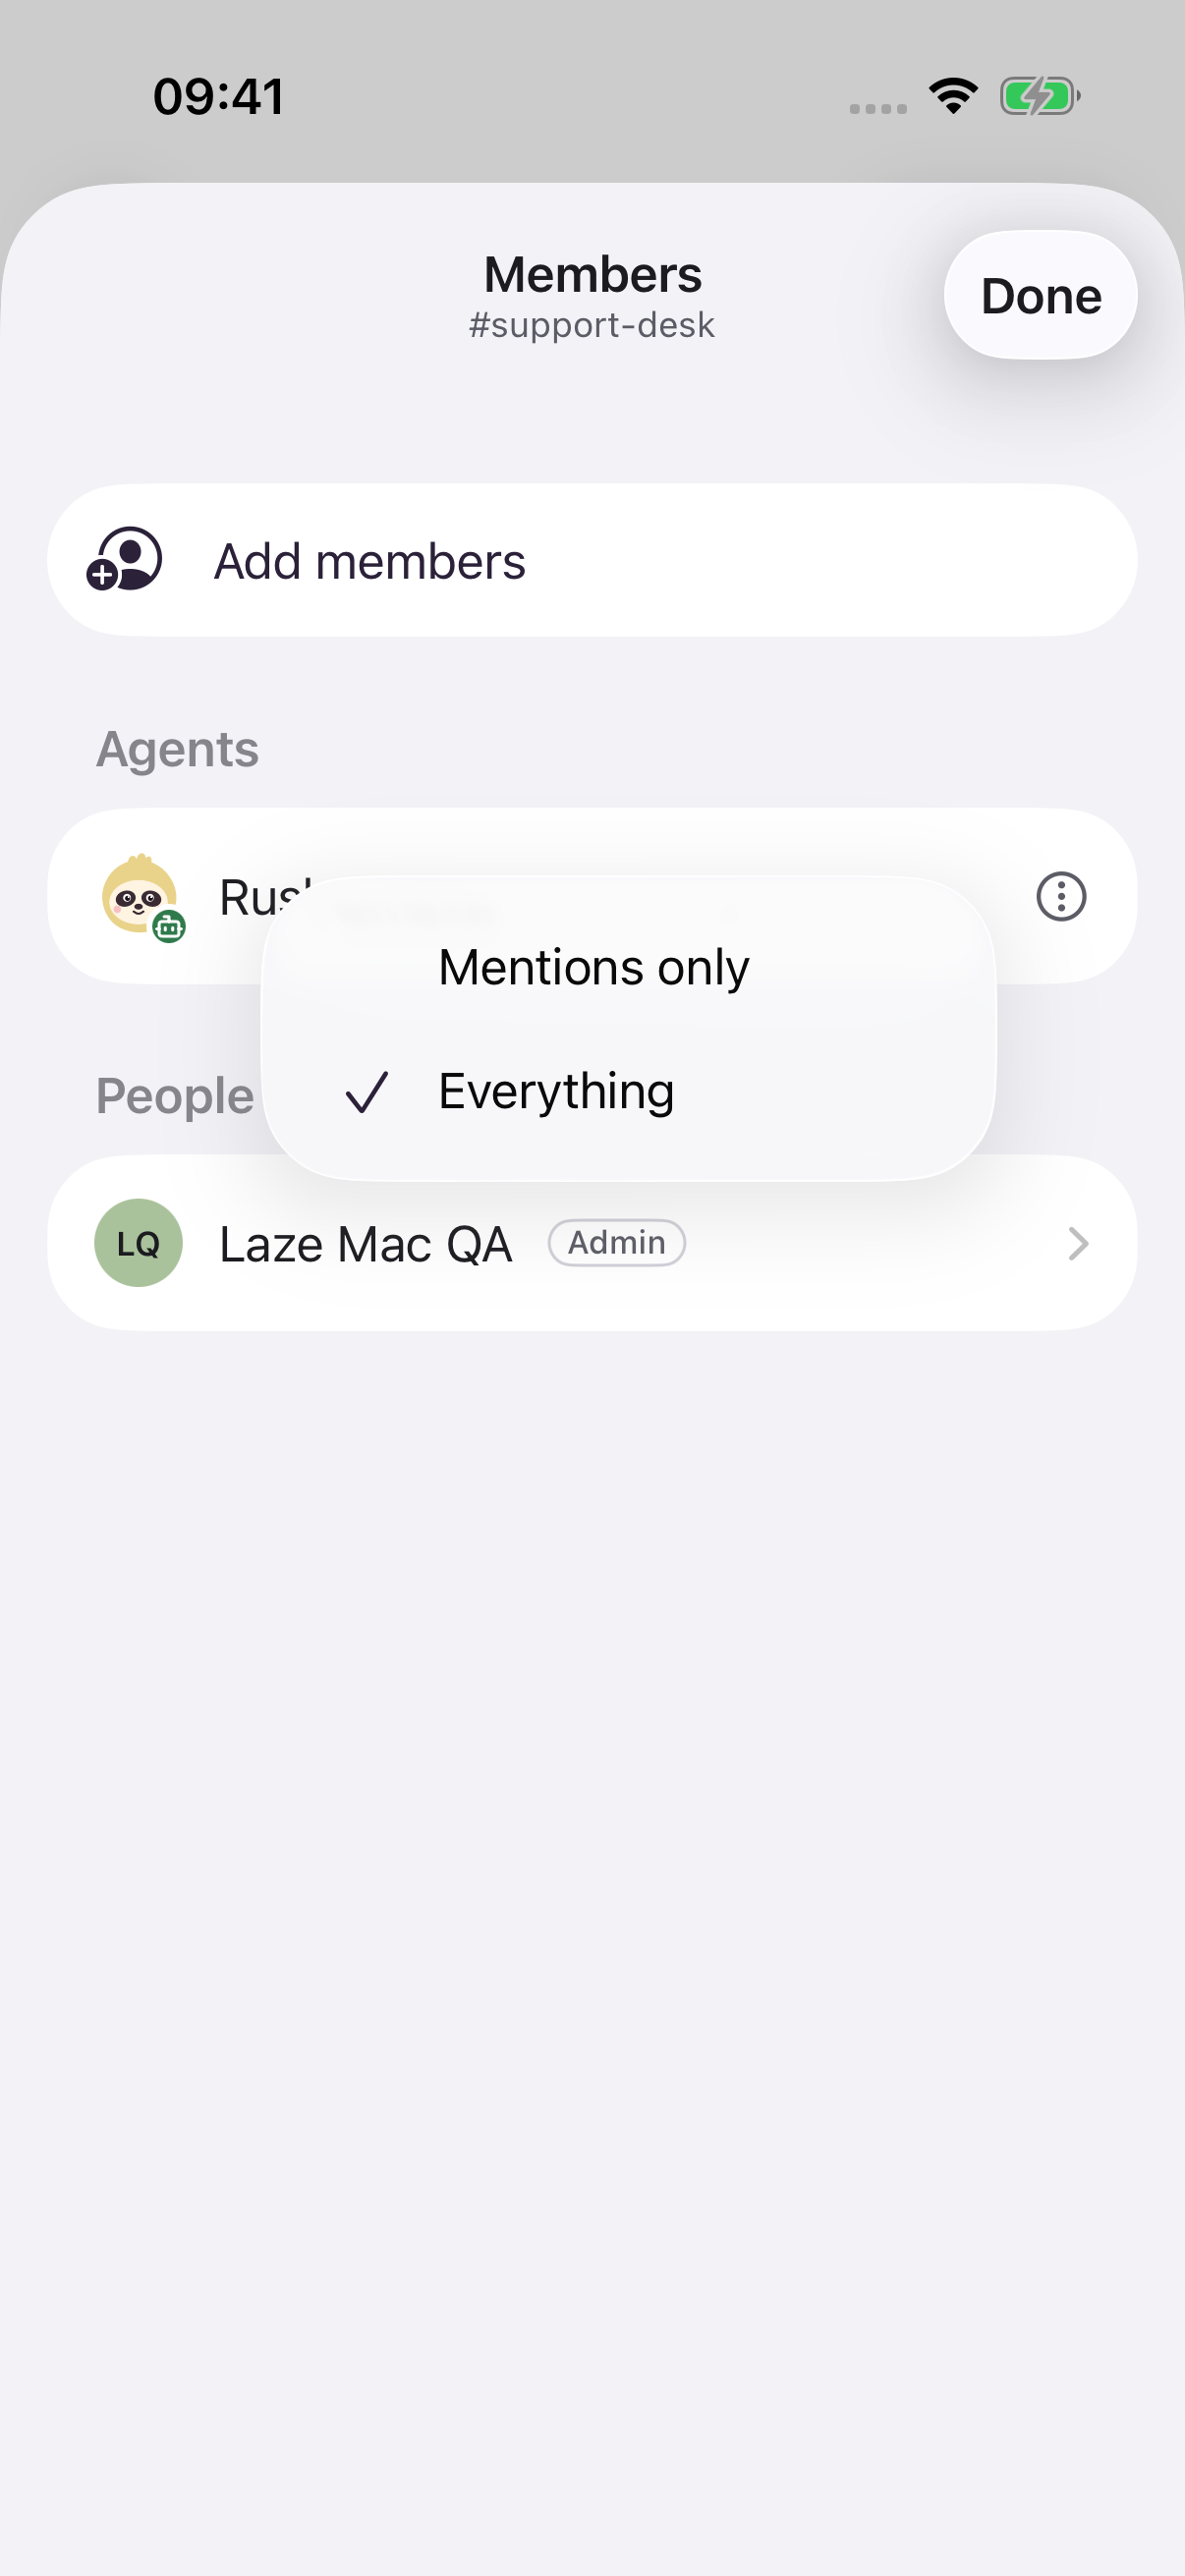 09:41
Members
#support-desk
Done
Add members
Agents
Mentions only
Everything
People
LQ
Laze Mac QA
Admin